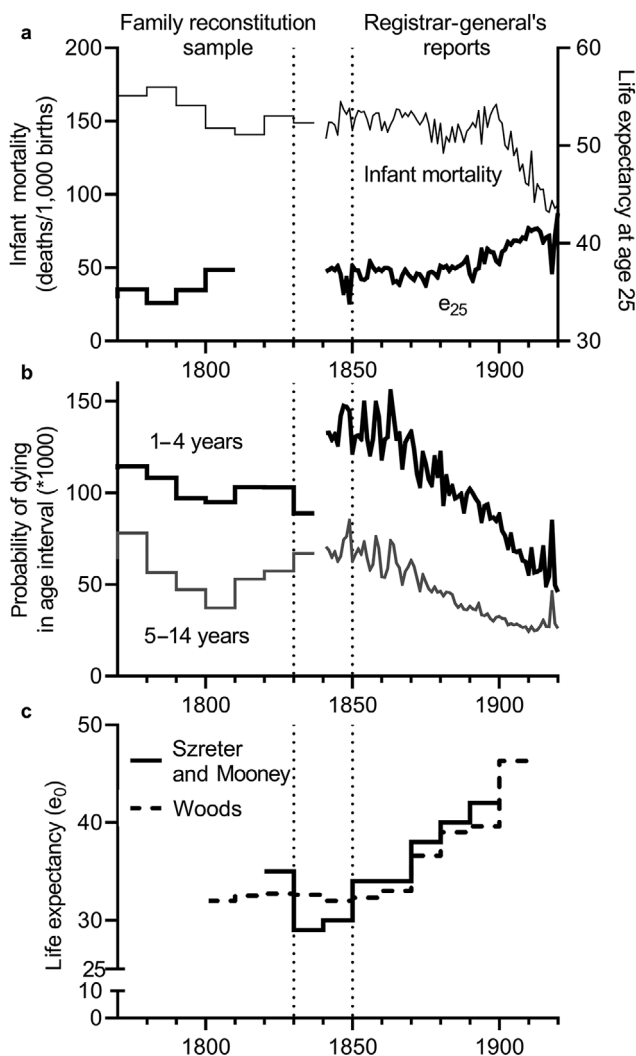 Family reconstitution
sample
Registrar-general's
reports
a
200
150
100
50
0
Infant mortality
(deaths/1,000 births)
60
50
40
30
Life expectancy at age 25
Infant mortality
e25
1800
1850
1900
b
150
100
50
0
Probability of dying
in age interval (*1000)
1–4 years
5–14 years
1800
1850
1900
c
50
40
30
25
10
0
Life expectancy (e0)
Szreter
and Mooney
Woods
1800
1850
1900